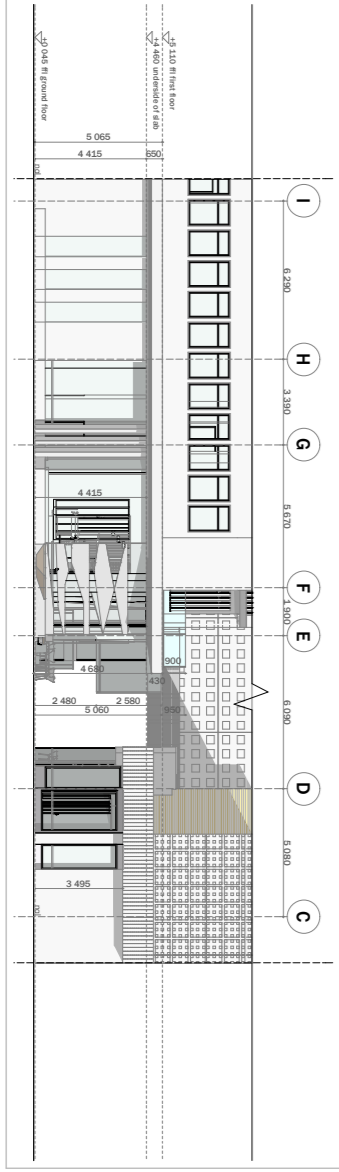 I
H
G
F
E
D
C
6 290
3 390
5 670
1 900
6 090
5 080
+5 110 ffl first floor
+4 460 underside of slab
+0 045 ffl ground floor
5 065
4 415
650
4 415
900
430
4 680
950
2 480
2 580
5 060
3 495